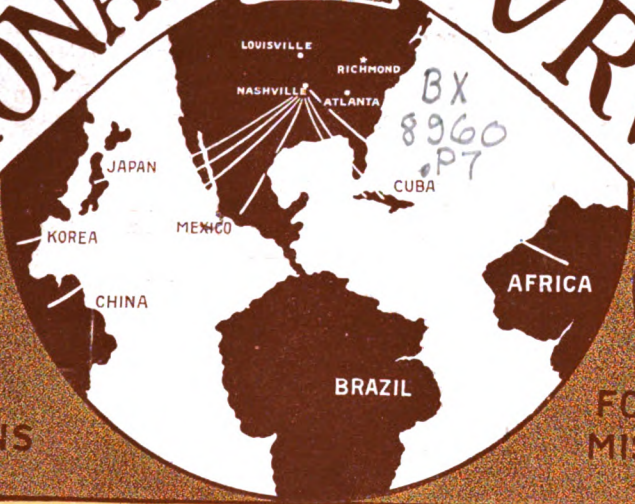 LOUISVILLE
RICHMOND
NASHVILLE
ATLANTA
BX
8960
.P7
JAPAN
CUBA
KOREA
MEXICO
CHINA
AFRICA
BRAZIL